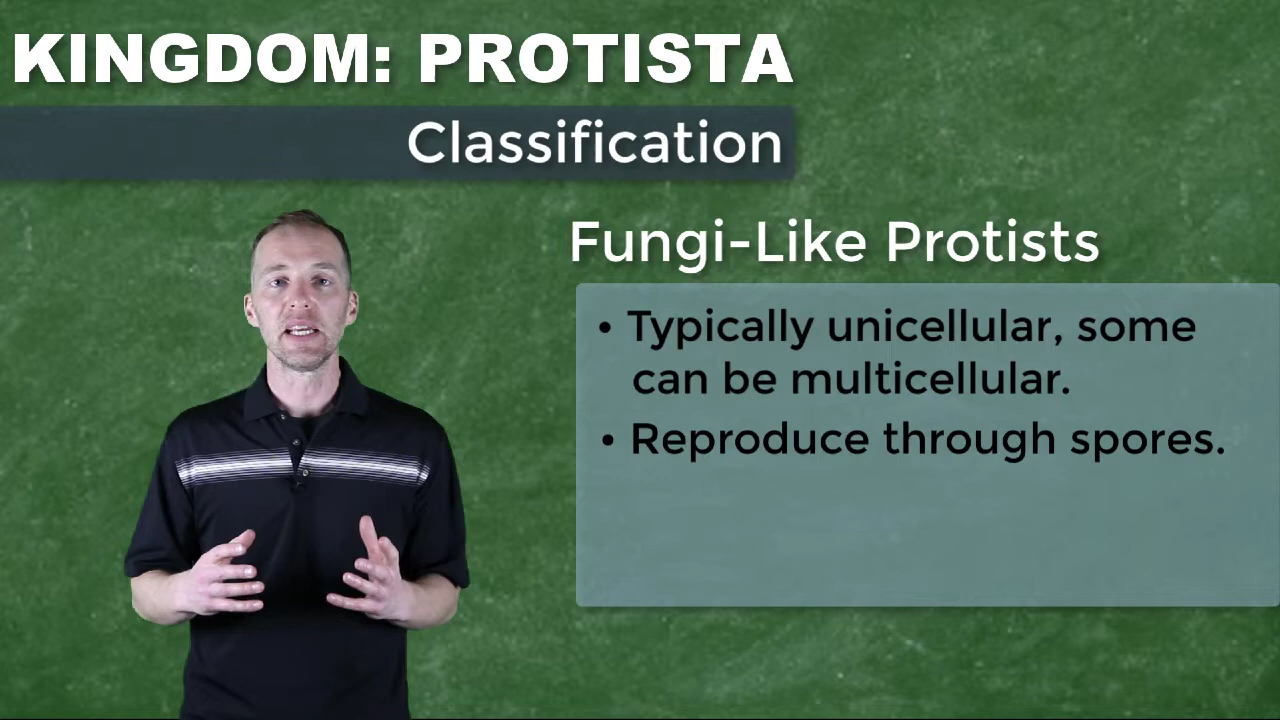 KINGDOM: PROTISTA
Classification
Fungi-Like Protists
• Typically unicellular, some
can be multicellular.
• Reproduce through spores.